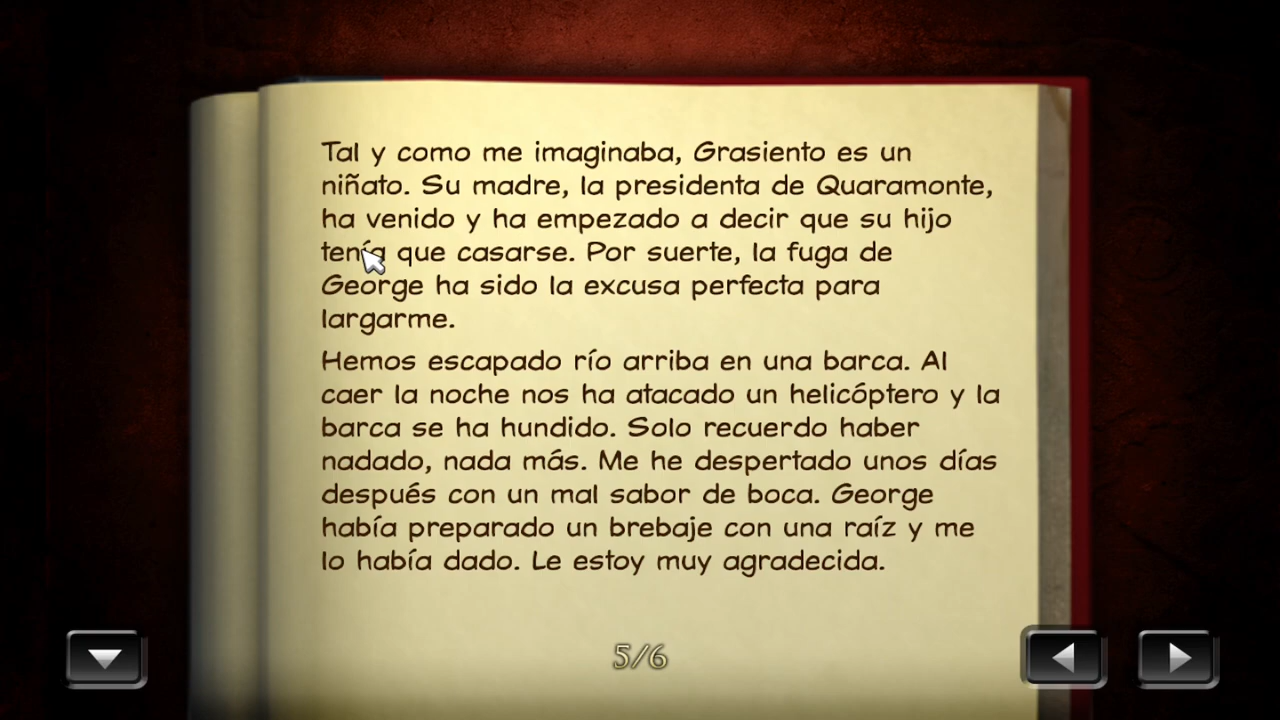 Tal y como me imaginaba, Grasiento es un
niñato. Su madre, la presidenta de Quaramonte,
ha venido y ha empezado a decir que su hijo
tenía que casarse. Por suerte, la fuga de
George ha sido la excusa perfecta para
largarme.
Hemos escapado río arriba en una barca. Al
caer la noche nos ha atacado un helicóptero y la
barca se ha hundido. Solo recuerdo haber
nadado, nada más. Me he despertado unos días
después con un mal sabor de boca. George
había preparado un brebaje con una raíz y me
lo había dado. Le estoy muy agradecida.
5/6